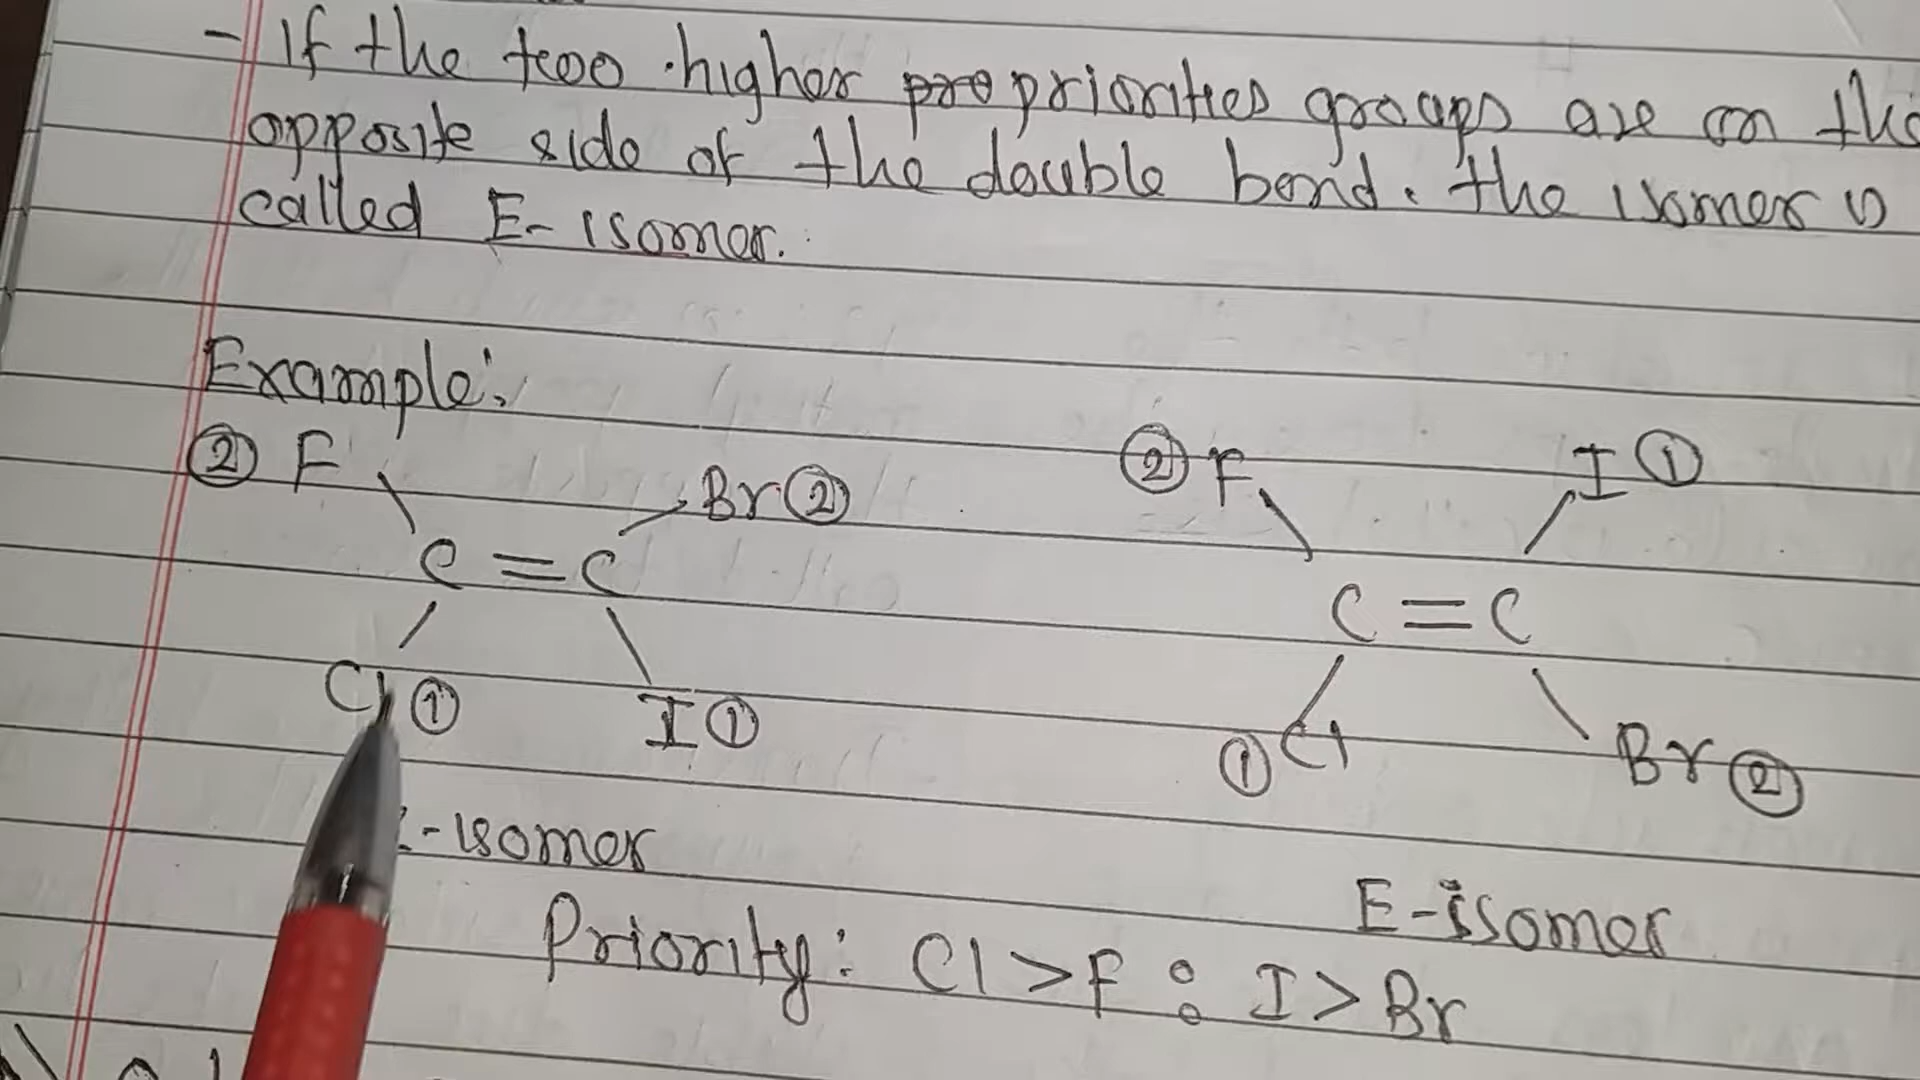 - If the two higher pro priorities groups are on the
opposite side of the double bond. the isomer is
called E-isomer.
Example:
② F Br ②
C = C
Cl ① I ①
② F I ①
C = C
① Cl Br ②
-isomer
E-isomer
Priority: Cl > F : I > Br